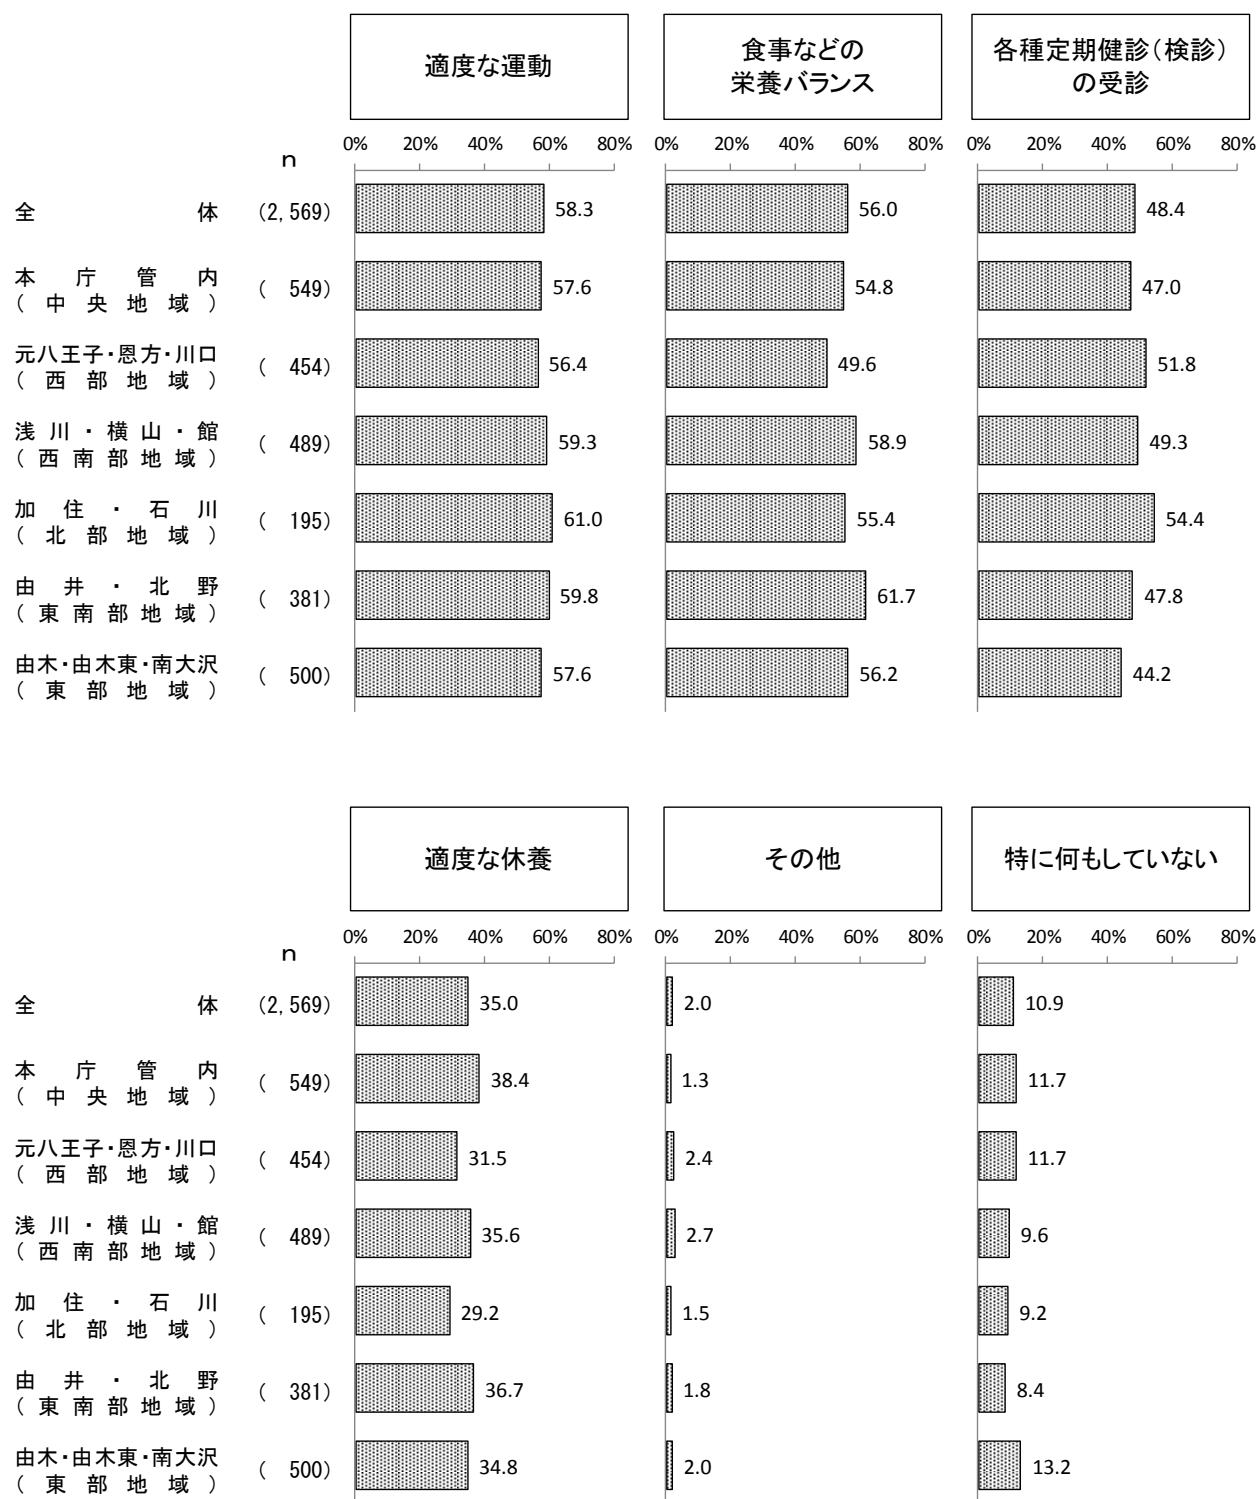 適度な運動
食事などの
栄養バランス
各種定期健診(検診)
の受診
0% 20% 40% 60% 80% 0% 20% 40% 60% 80% 0% 20% 40% 60% 80%
n
全体 (2,569) 58.3 56.0 48.4
本庁管内
(中央地域) (549) 57.6 54.8 47.0
元八王子・恩方・川口
(西部地域) (454) 56.4 49.6 51.8
浅川・横山・館
(西南部地域) (489) 59.3 58.9 49.3
加住・石川
(北部地域) (195) 61.0 55.4 54.4
由井・北野
(東南部地域) (381) 59.8 61.7 47.8
由木・由木東・南大沢
(東部地域) (500) 57.6 56.2 44.2
適度な休養
その他
特に何もしていない
0% 20% 40% 60% 80% 0% 20% 40% 60% 80% 0% 20% 40% 60% 80%
n
全体 (2,569) 35.0 2.0 10.9
本庁管内
(中央地域) (549) 38.4 1.3 11.7
元八王子・恩方・川口
(西部地域) (454) 31.5 2.4 11.7
浅川・横山・館
(西南部地域) (489) 35.6 2.7 9.6
加住・石川
(北部地域) (195) 29.2 1.5 9.2
由井・北野
(東南部地域) (381) 36.7 1.8 8.4
由木・由木東・南大沢
(東部地域) (500) 34.8 2.0 13.2